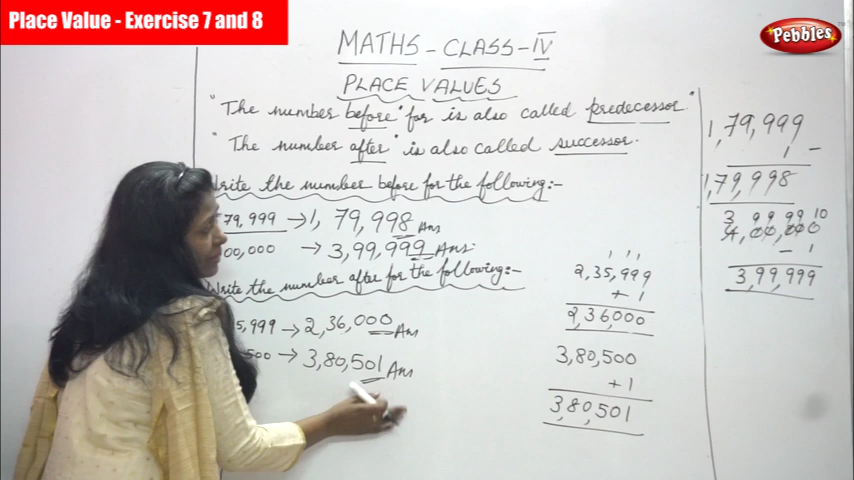 Place Value - Exercise 7 and 8
Pebbles
MATHS - CLASS - IV
PLACE VALUES
"The number before" for is also called predecessor."
"The number after" is also called successor.
Write the number before for the following:-
79,999 → 1,79,998 Ans
00,000 → 3,99,999 Ans.
Write the number after for the following:-
5,999 → 2,36,000 Ans
500 → 3,80,501 Ans
1 1 1
2,35,999
+1
2,36,000
3,80,500
+1
3,80,501
1,79,999
1 -
1,79,998
3 9 9 9 9 10
4,00,000
- 1
3,99,999